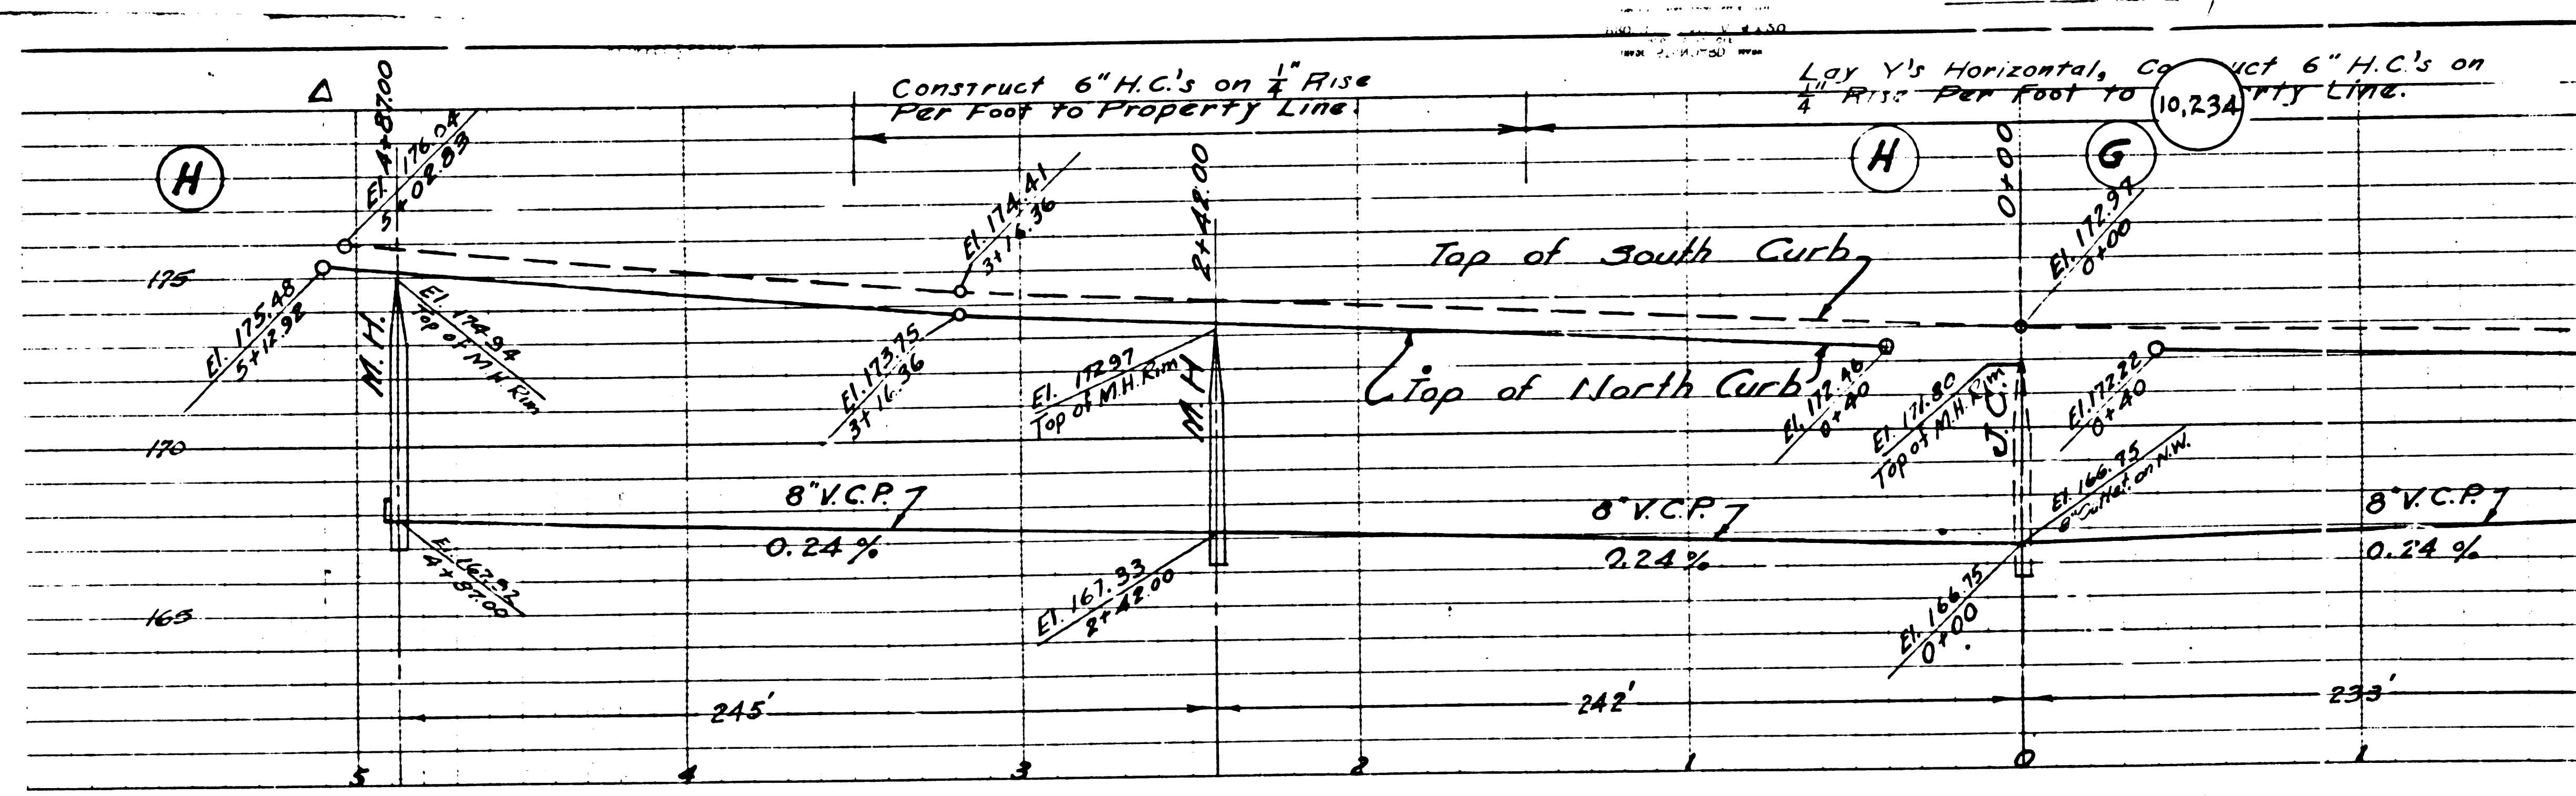 Construct 6" H.C.'s on 1/4" Rise
Per Foot to Property Line.
Lay Y's Horizontal, Co uct 6" H.C.'s on
1/4" Rise Per Foot to rty Line.
10,234
Δ
4+87.00
El. 176.04
5+02.83
H
El. 174.41
3+16.36
2+42.00
H
0+00
G
El. 172.97
0+00
Top of South Curb
175
El. 175.48
5+12.92
M.H.
El. 174.94
Top of M.H. Rim
El. 173.75
3+16.36
El. 172.97
Top of M.H. Rim
M.H.
Top of North Curb
El. 172.46
0+40
El. 171.80
Top of M.H. Rim
J.C.
El. 172.22
0+40
170
8" V.C.P.
0.24%
8" V.C.P.
0.24%
El. 166.75
8" Outlet on N.W.
8" V.C.P.
0.24%
4+87.00
El. 167.33
2+42.00
El. 166.75
0+00
165
245'
242'
233'
5 4 3 2 1 0 1